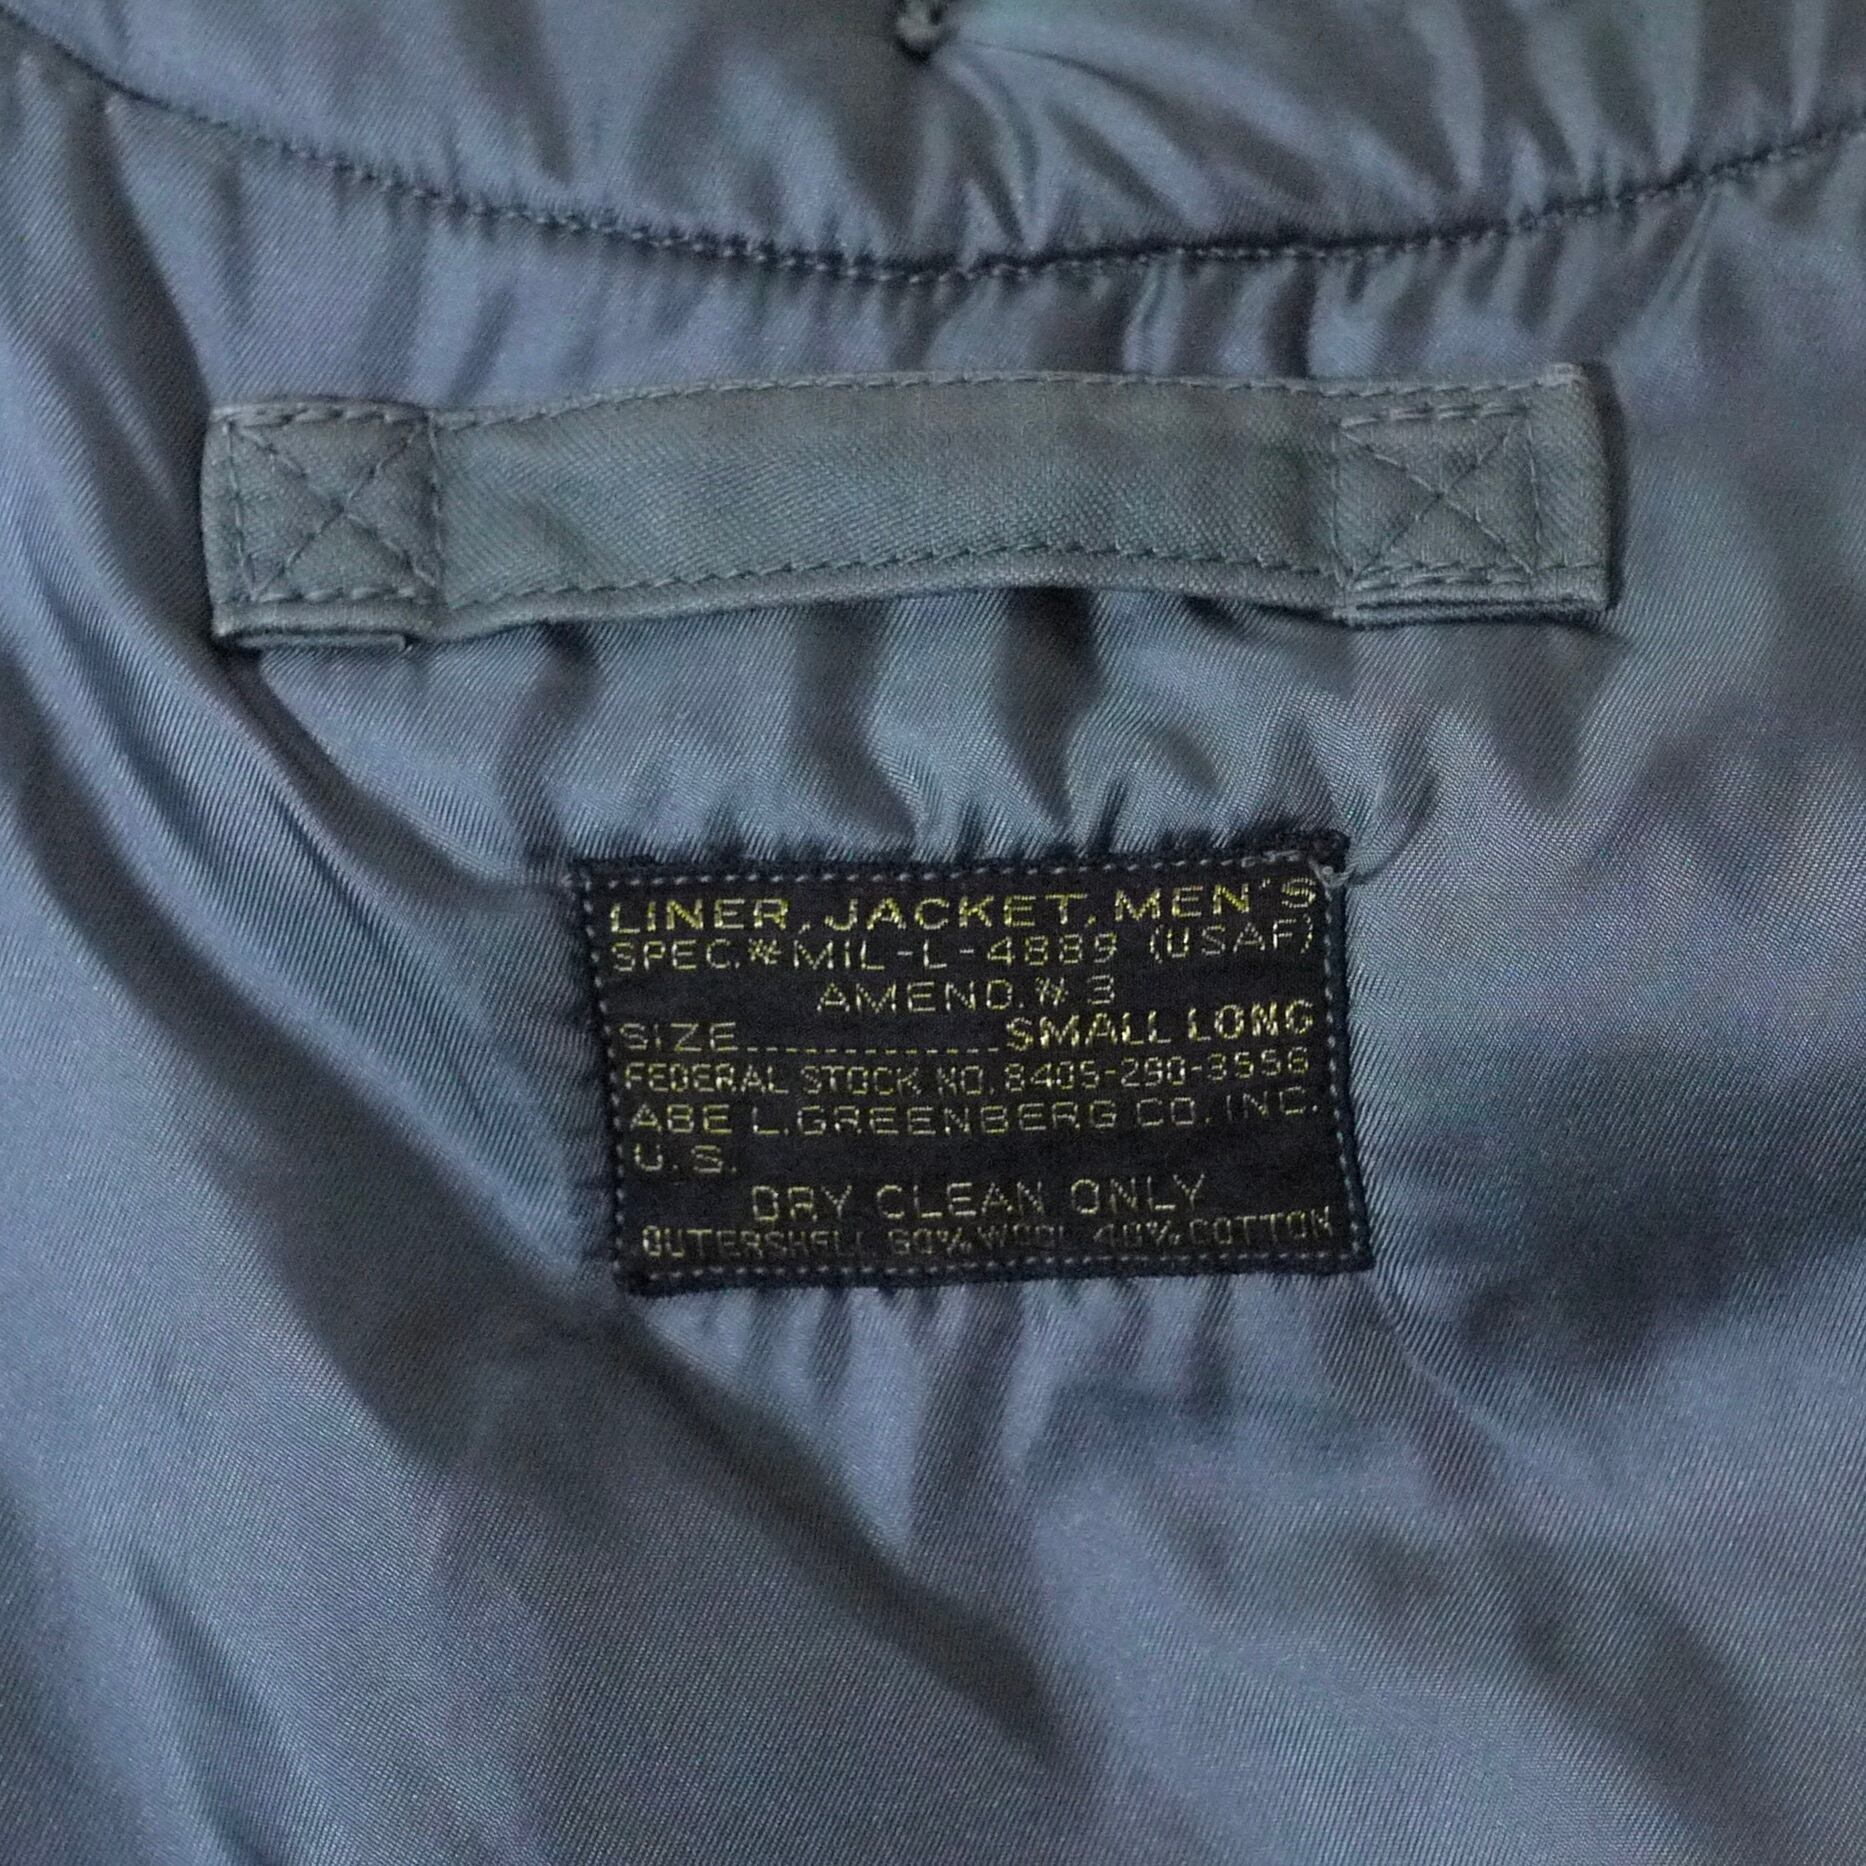 LINER, JACKET, MEN'S
SPEC.#MIL-L-4889 (USAF)
AMEND.#3
SIZE..............SMALL LONG
FEDERAL STOCK NO. 8405-290-3556
ABE L.GREENBERG CO. INC.
U.S.
DRY CLEAN ONLY
OUTERSHELL 60% WOOL 40% COTTON